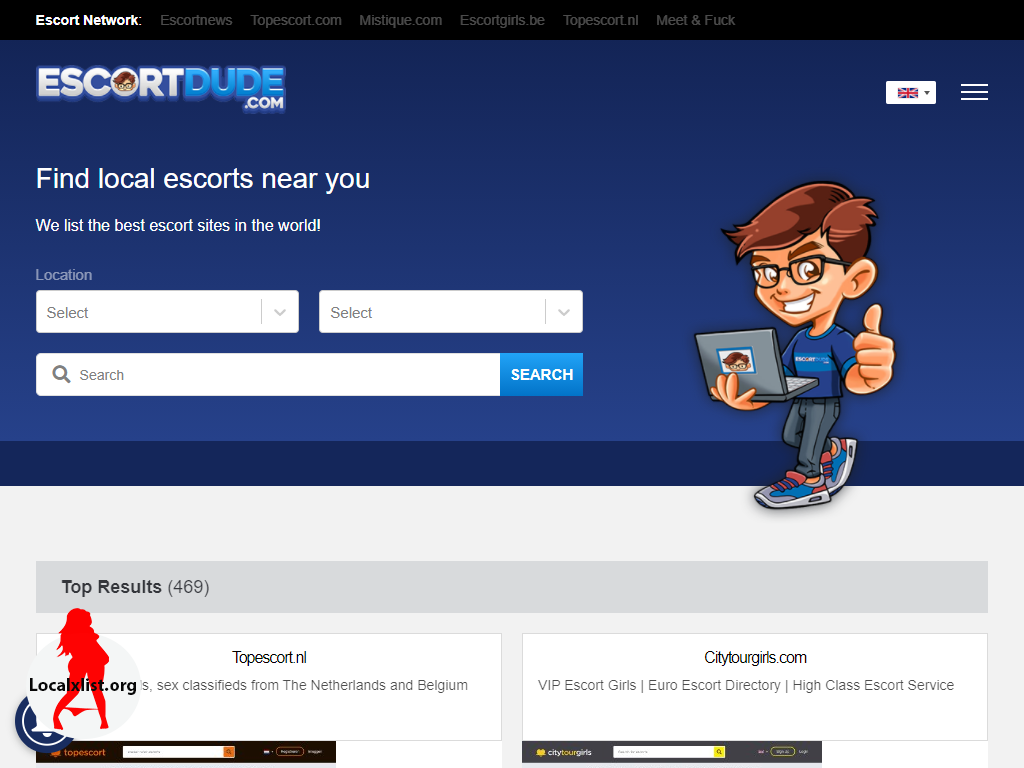 Escort Network: Escortnews Topescort.com Mistique.com Escortgirls.be Topescort.nl Meet & Fuck
ESCORTDUDE
.COM
Find local escorts near you
We list the best escort sites in the world!
Location
Select Select
Search SEARCH
ESCORTDUDE
Top Results (469)
Topescort.nl Citytourgirls.com
sex classifieds from The Netherlands and Belgium VIP Escort Girls | Euro Escort Directory | High Class Escort Service
Localxlist.org
topescort citytourgirls